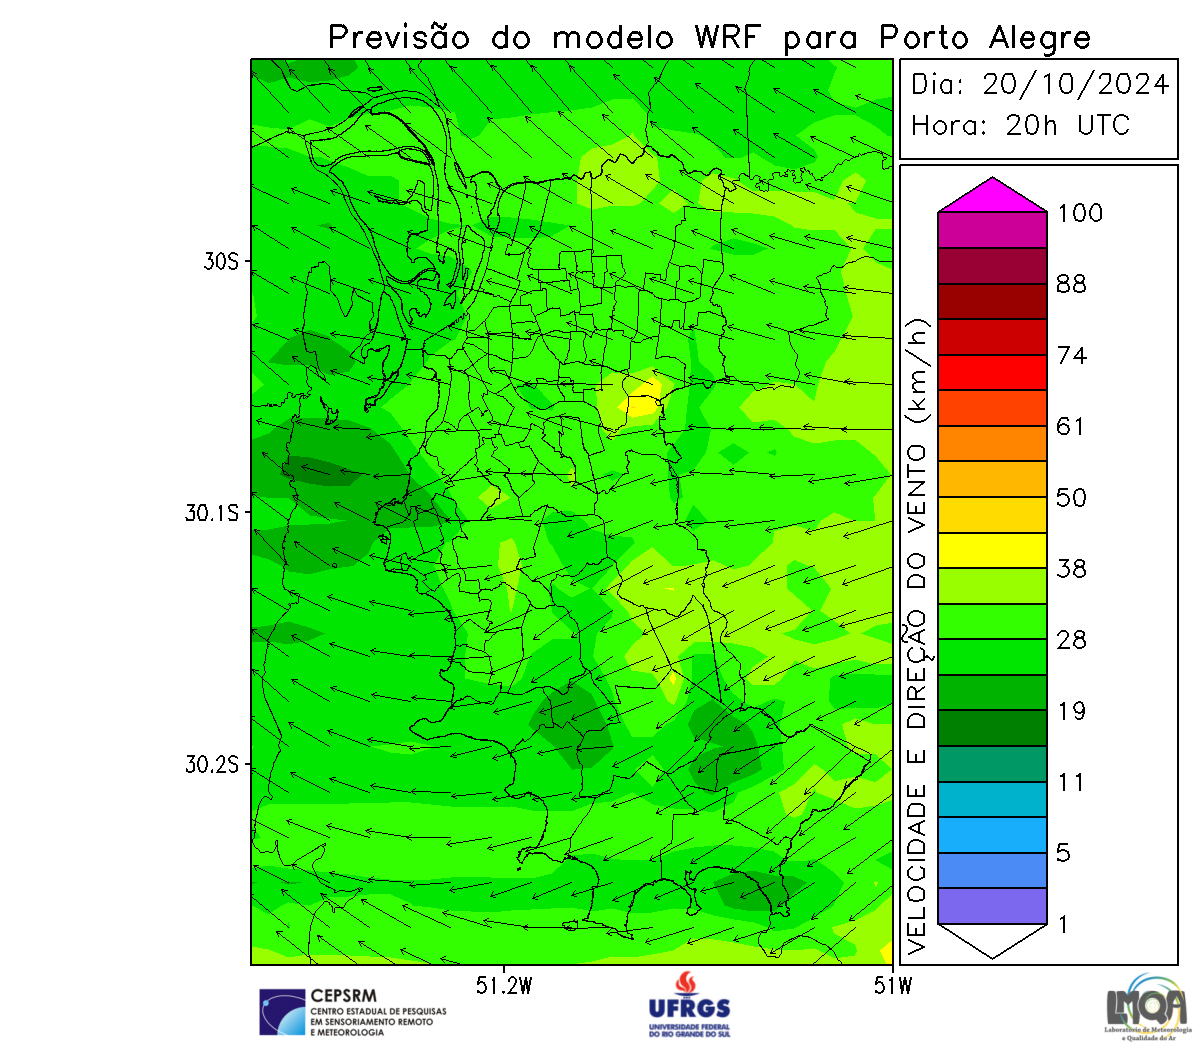 Previsão do modelo WRF para Porto Alegre
Dia: 20/10/2024
Hora: 20h UTC
30S
30.1S
30.2S
51.2W
51W
VELOCIDADE E DIREÇÃO DO VENTO (km/h)
100
88
74
61
50
38
28
19
11
5
1
CEPSRM
CENTRO ESTADUAL DE PESQUISAS
EM SENSORIAMENTO REMOTO
E METEOROLOGIA
UFRGS
UNIVERSIDADE FEDERAL
DO RIO GRANDE DO SUL
LMQA
Laboratório de Meteorologia
e Qualidade do Ar